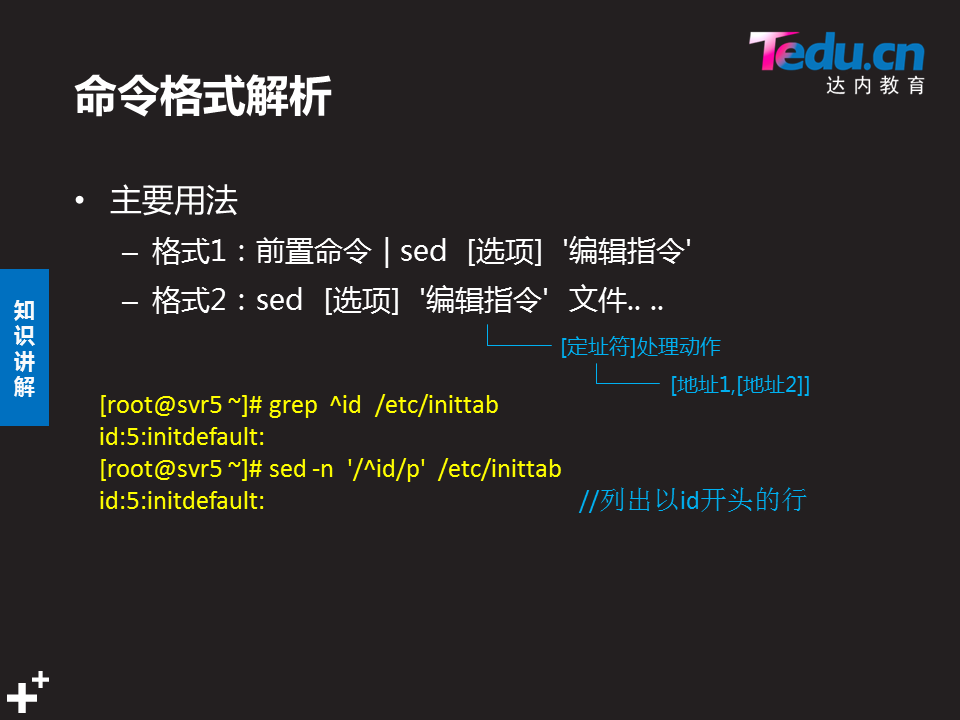 Tedu.cn
达内教育
命令格式解析
• 主要用法
– 格式1：前置命令 | sed [选项] '编辑指令'
– 格式2：sed [选项] '编辑指令' 文件.. ..
[定址符]处理动作
[地址1,[地址2]]
知识讲解
[root@svr5 ~]# grep ^id /etc/inittab
id:5:initdefault:
[root@svr5 ~]# sed -n '/^id/p' /etc/inittab
id:5:initdefault: //列出以id开头的行